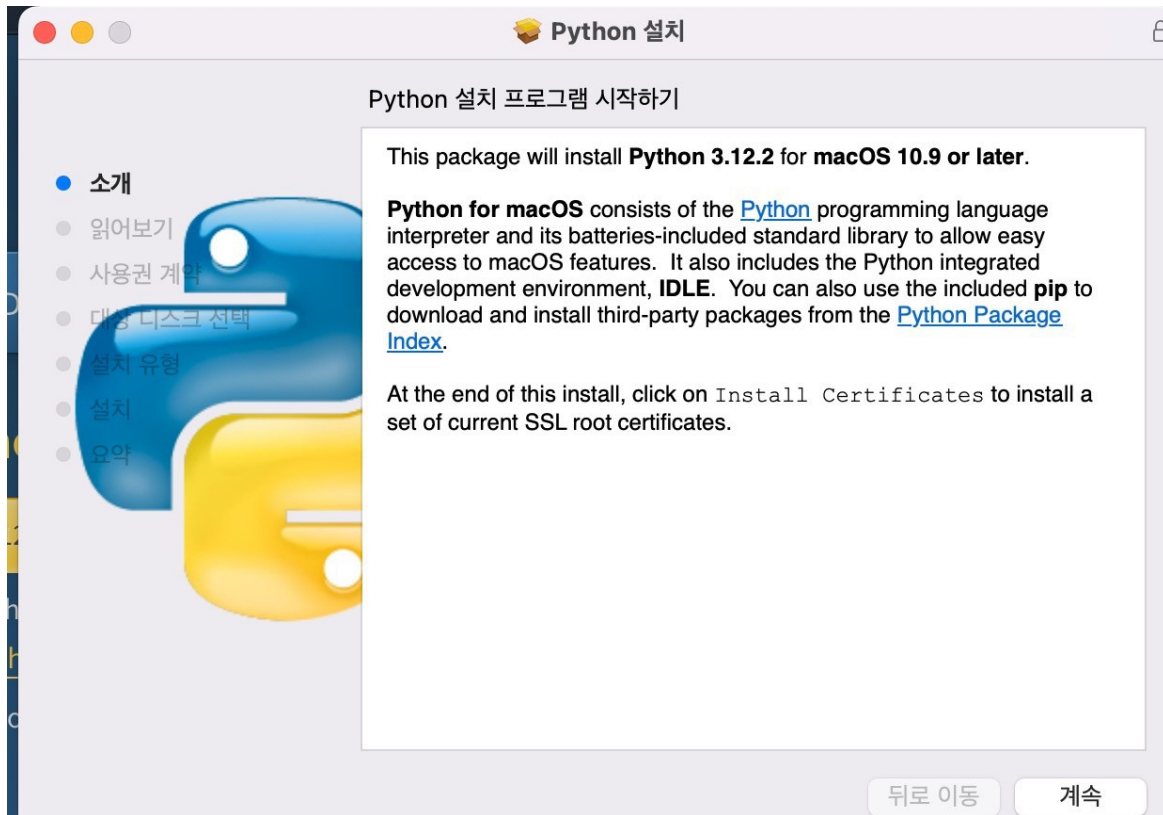 Python 설치
Python 설치 프로그램 시작하기
소개
읽어보기
사용권 계약
대상 디스크 선택
설치 유형
설치
요약
This package will install Python 3.12.2 for macOS 10.9 or later.
Python for macOS consists of the Python programming language
interpreter and its batteries-included standard library to allow easy
access to macOS features.  It also includes the Python integrated
development environment, IDLE.  You can also use the included pip to
download and install third-party packages from the Python Package
Index.
At the end of this install, click on Install Certificates to install a
set of current SSL root certificates.
뒤로 이동
계속